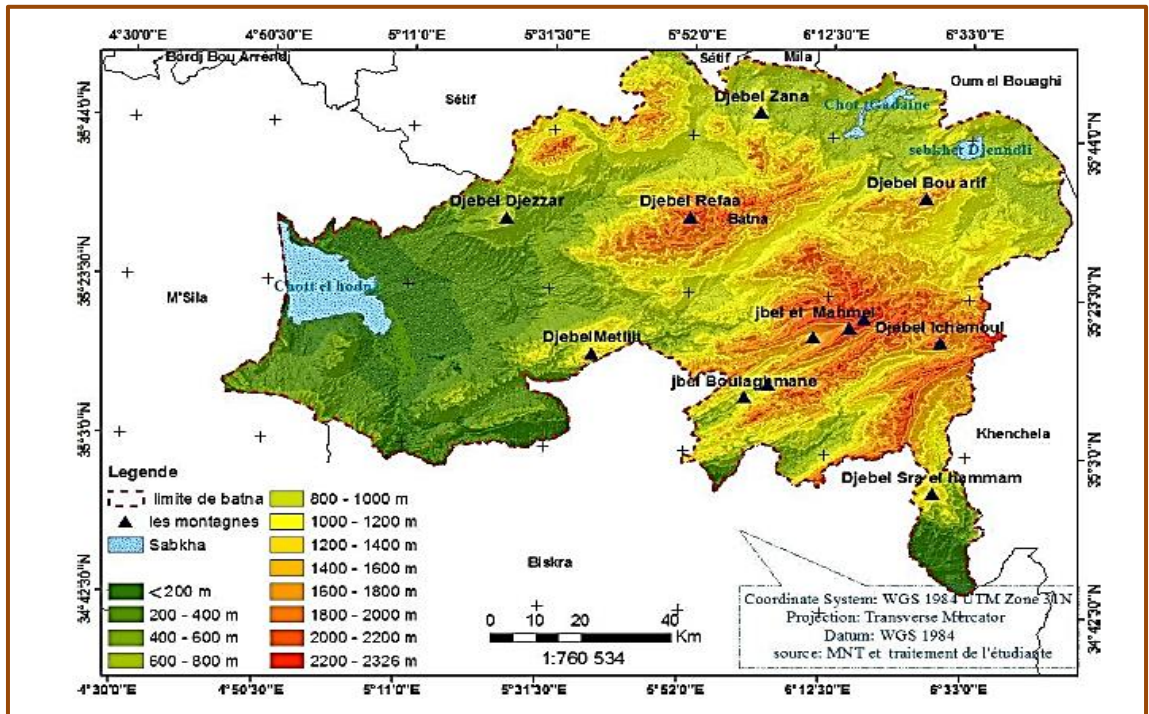 4°30'0"E 4°50'30"E 5°11'0"E 5°31'30"E 5°52'0"E 6°12'30"E 6°33'0"E
Bordj Bou Arreridj
Sétif
Mila
Oum el Bouaghi
Sétif
Djebel Zana
Chott Gadaine
sebkhet Djenndli
35°44'0"N
35°44'0"N
Djebel Bou arif
Djebel Djezzar
Djebel Refaa
Batna
35°23'30"N
35°23'30"N
M'Sila
Chott el hodn
jbel el Mahmel
Djebel Ichemoul
Djebel Metlili
jbel Boulaghmane
35°3'0"N
35°3'0"N
Khenchela
Djebel Sra el hammam
Biskra
34°42'30"N
34°42'30"N
Legende
limite de batna
les montagnes
Sabkha
<200 m
200 - 400 m
400 - 600 m
600 - 800 m
800 - 1000 m
1000 - 1200 m
1200 - 1400 m
1400 - 1600 m
1600 - 1800 m
1800 - 2000 m
2000 - 2200 m
2200 - 2326 m
0 10 20 40
Km
1:760 534
Coordinate System: WGS 1984 UTM Zone 31N
Projection: Transverse Mercator
Datum: WGS 1984
source: MNT et traitement de l'étudiante
4°30'0"E 4°50'30"E 5°11'0"E 5°31'30"E 5°52'0"E 6°12'30"E 6°33'0"E